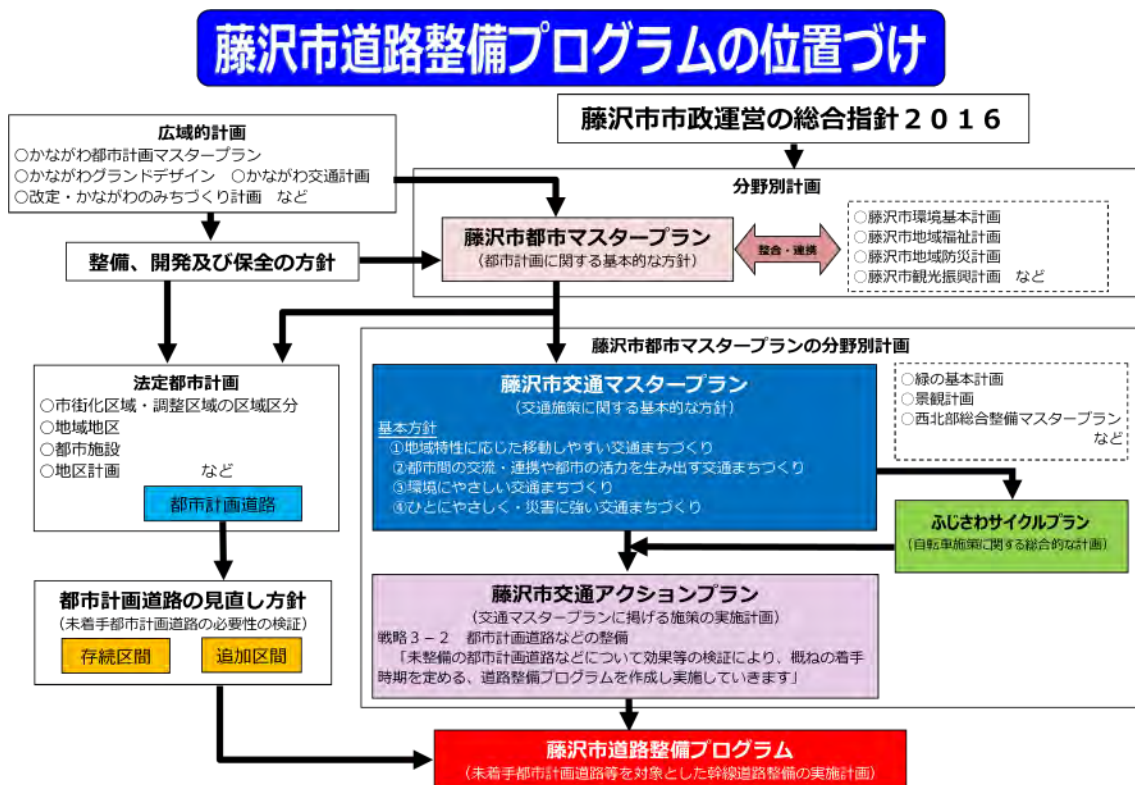 藤沢市道路整備プログラムの位置づけ
広域的計画
○かながわ都市計画マスタープラン
○かながわグランドデザイン　○かながわ交通計画
○改定・かながわのみちづくり計画　など
藤沢市市政運営の総合指針２０１６
分野別計画
藤沢市都市マスタープラン
（都市計画に関する基本的な方針）
整合・連携
○藤沢市環境基本計画
○藤沢市地域福祉計画
○藤沢市地域防災計画
○藤沢市観光振興計画　など
整備、開発及び保全の方針
法定都市計画
○市街化区域・調整区域の区域区分
○地域地区
○都市施設
○地区計画　　　　など
都市計画道路
藤沢市都市マスタープランの分野別計画
藤沢市交通マスタープラン
（交通施策に関する基本的な方針）
基本方針
①地域特性に応じた移動しやすい交通まちづくり
②都市間の交流・連携や都市の活力を生み出す交通まちづくり
③環境にやさしい交通まちづくり
④ひとにやさしく・災害に強い交通まちづくり
○緑の基本計画
○景観計画
○西北部総合整備マスタープラン
など
ふじさわサイクルプラン
（自転車施策に関する総合的な計画）
都市計画道路の見直し方針
（未着手都市計画道路の必要性の検証）
存続区間
追加区間
藤沢市交通アクションプラン
（交通マスタープランに掲げる施策の実施計画）
戦略３－２　都市計画道路などの整備
「未整備の都市計画道路などについて効果等の検証により、概ねの着手
時期を定める、道路整備プログラムを作成し実施していきます」
藤沢市道路整備プログラム
（未着手都市計画道路等を対象とした幹線道路整備の実施計画）